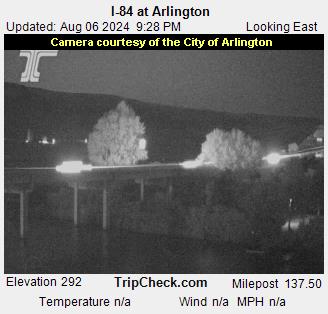 I-84 at Arlington
Updated: Aug 06 2024 9:28 PM Looking East
Camera courtesy of the City of Arlington
Elevation 292 TripCheck.com Milepost 137.50
Temperature n/a Wind n/a MPH n/a